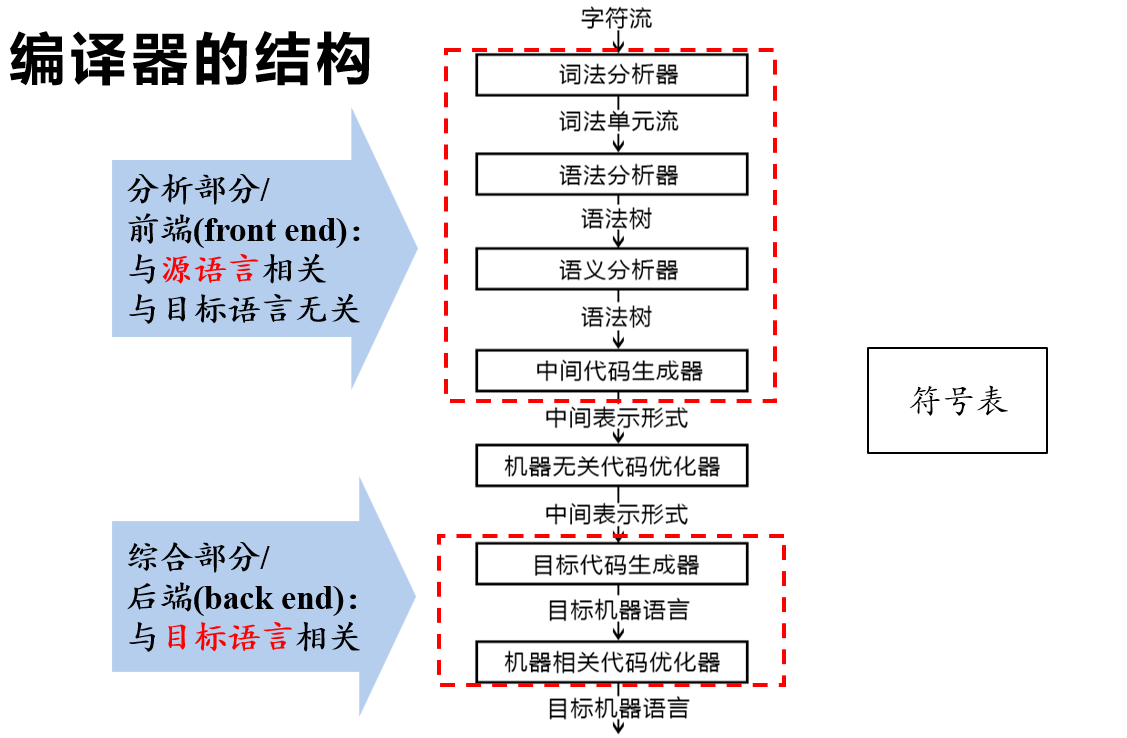 编译器的结构
字符流
词法分析器
词法单元流
语法分析器
语法树
语义分析器
语法树
中间代码生成器
中间表示形式
机器无关代码优化器
中间表示形式
目标代码生成器
目标机器语言
机器相关代码优化器
目标机器语言
分析部分/
前端(front end):
与源语言相关
与目标语言无关
综合部分/
后端(back end):
与目标语言相关
符号表